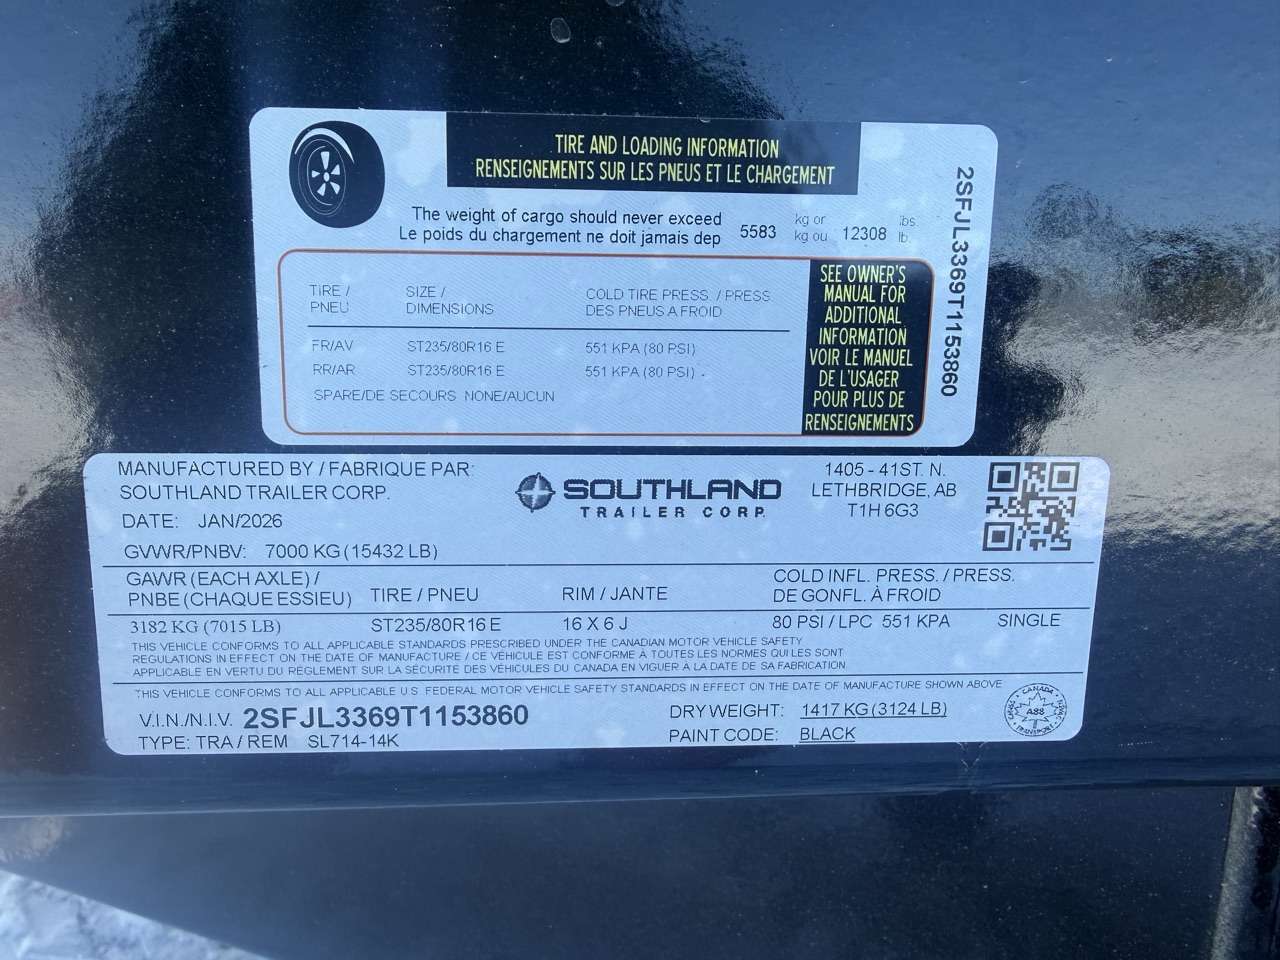 TIRE AND LOADING INFORMATION
RENSEIGNEMENTS SUR LES PNEUS ET LE CHARGEMENT
The weight of cargo should never exceed 5583 kg or 12308 lbs.
Le poids du chargement ne doit jamais dep kg ou lb.
TIRE / SIZE / COLD TIRE PRESS. / PRESS
PNEU DIMENSIONS DES PNEUS A FROID
FR/AV ST235/80R16 E 551 KPA (80 PSI)
RR/AR ST235/80R16 E 551 KPA (80 PSI)
SPARE/DE SECOURS NONE/AUCUN
SEE OWNER'S
MANUAL FOR
ADDITIONAL
INFORMATION
VOIR LE MANUEL
DE L'USAGER
POUR PLUS DE
RENSEIGNEMENTS
2SFJL3369T1153860
MANUFACTURED BY / FABRIQUE PAR:
SOUTHLAND TRAILER CORP.
DATE: JAN/2026
GVWR/PNBV: 7000 KG (15432 LB)
SOUTHLAND
TRAILER CORP.
1405 - 41ST. N.
LETHBRIDGE, AB
T1H 6G3
GAWR (EACH AXLE) / COLD INFL. PRESS. / PRESS.
PNBE (CHAQUE ESSIEU) TIRE / PNEU RIM / JANTE DE GONFL. À FROID
3182 KG (7015 LB) ST235/80R16 E 16 X 6 J 80 PSI / LPC 551 KPA SINGLE
THIS VEHICLE CONFORMS TO ALL APPLICABLE STANDARDS PRESCRIBED UNDER THE CANADIAN MOTOR VEHICLE SAFETY
REGULATIONS IN EFFECT ON THE DATE OF MANUFACTURE / CE VÉHICULE EST CONFORME À TOUTES LES NORMES QUI LES SONT
APPLICABLE EN VERTU DU RÈGLEMENT SUR LA SÉCURITE DES VÉHICULES DU CANADA EN VIGUER À LA DATE DE SA FABRICATION
THIS VEHICLE CONFORMS TO ALL APPLICABLE U.S. FEDERAL MOTOR VEHICLE SAFETY STANDARDS IN EFFECT ON THE DATE OF MANUFACTURE SHOWN ABOVE
V.I.N./N.I.V. 2SFJL3369T1153860 DRY WEIGHT: 1417 KG (3124 LB)
TYPE: TRA / REM SL714-14K PAINT CODE: BLACK
CANADA
A88
TRANSPORT